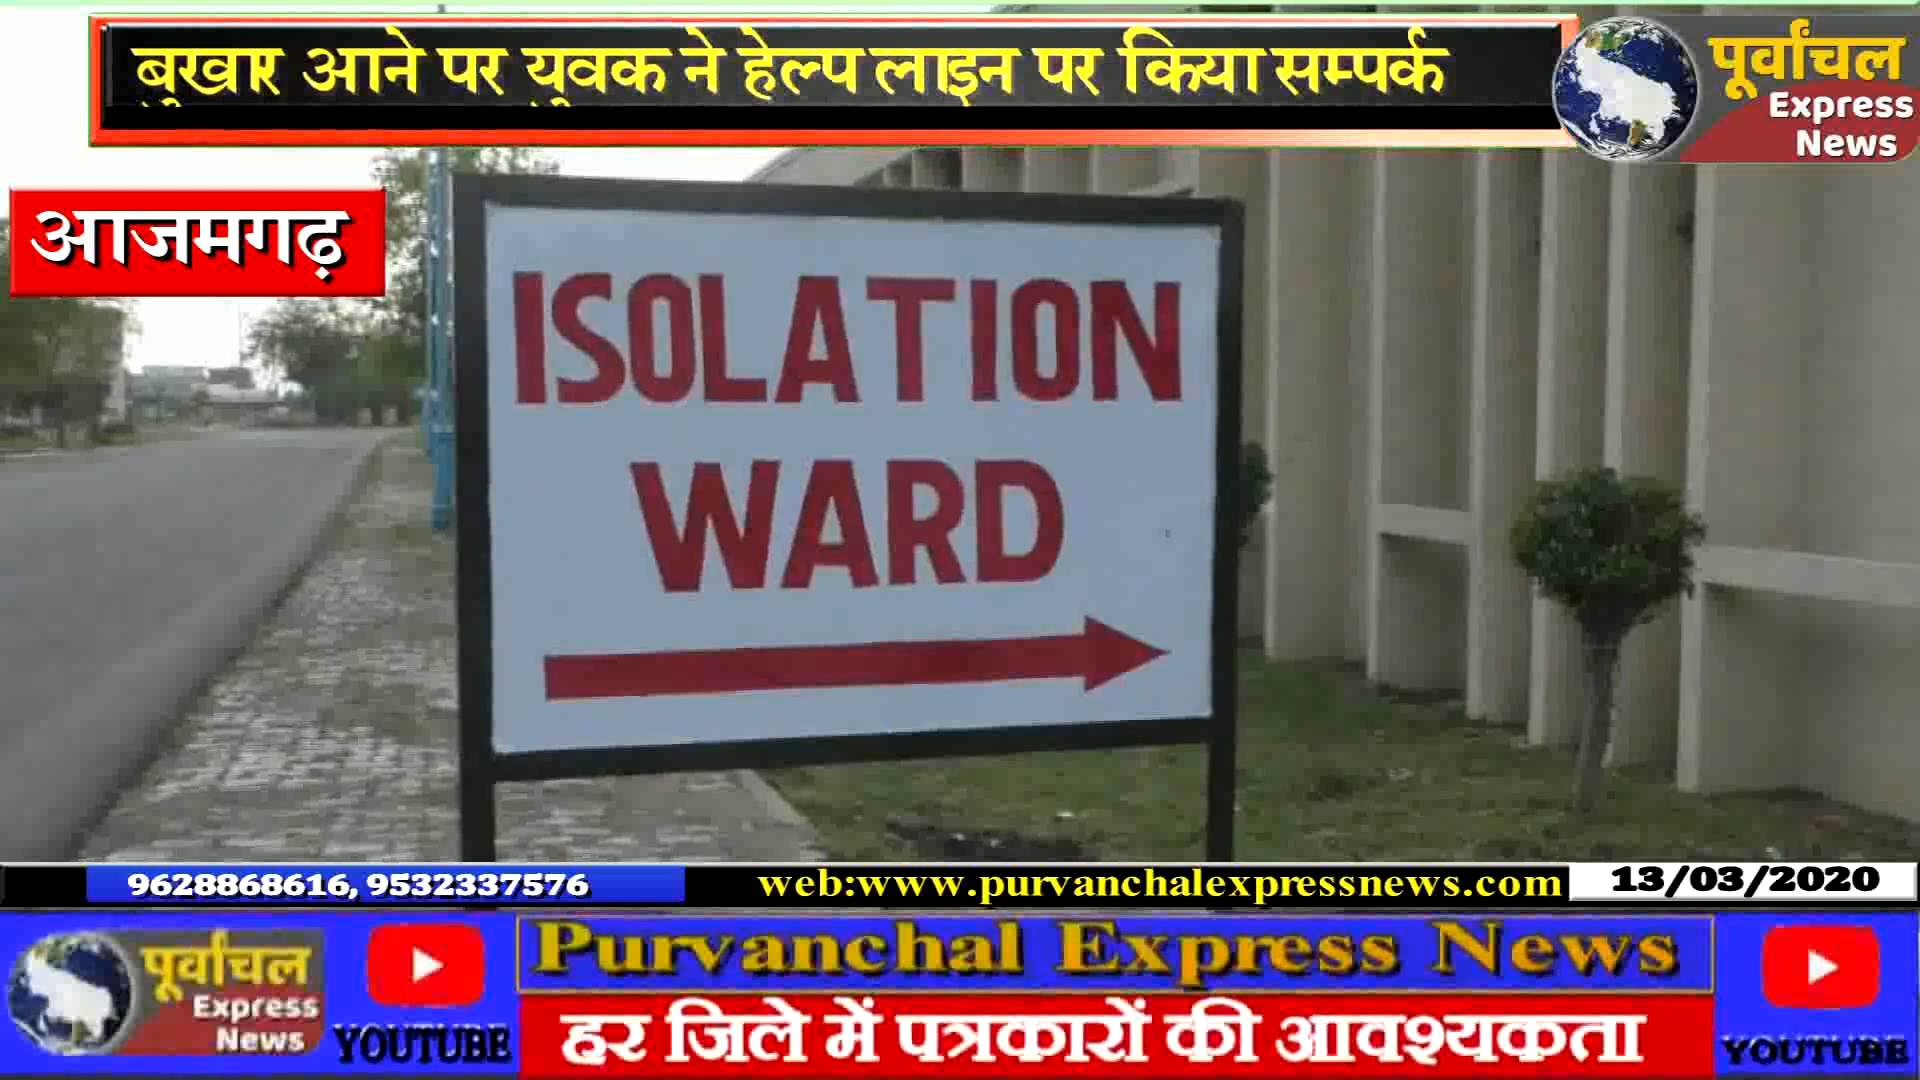 बुखार आने पर युवक ने हेल्प लाइन पर किया सम्पर्क
पूर्वांचल
Express
News
आजमगढ़
ISOLATION
WARD
9628868616, 9532337576
web:www.purvanchalexpressnews.com
13/03/2020
पूर्वांचल
Express
News
YOUTUBE
Purvanchal Express News
हर जिले में पत्रकारों की आवश्यकता
YOUTUBE